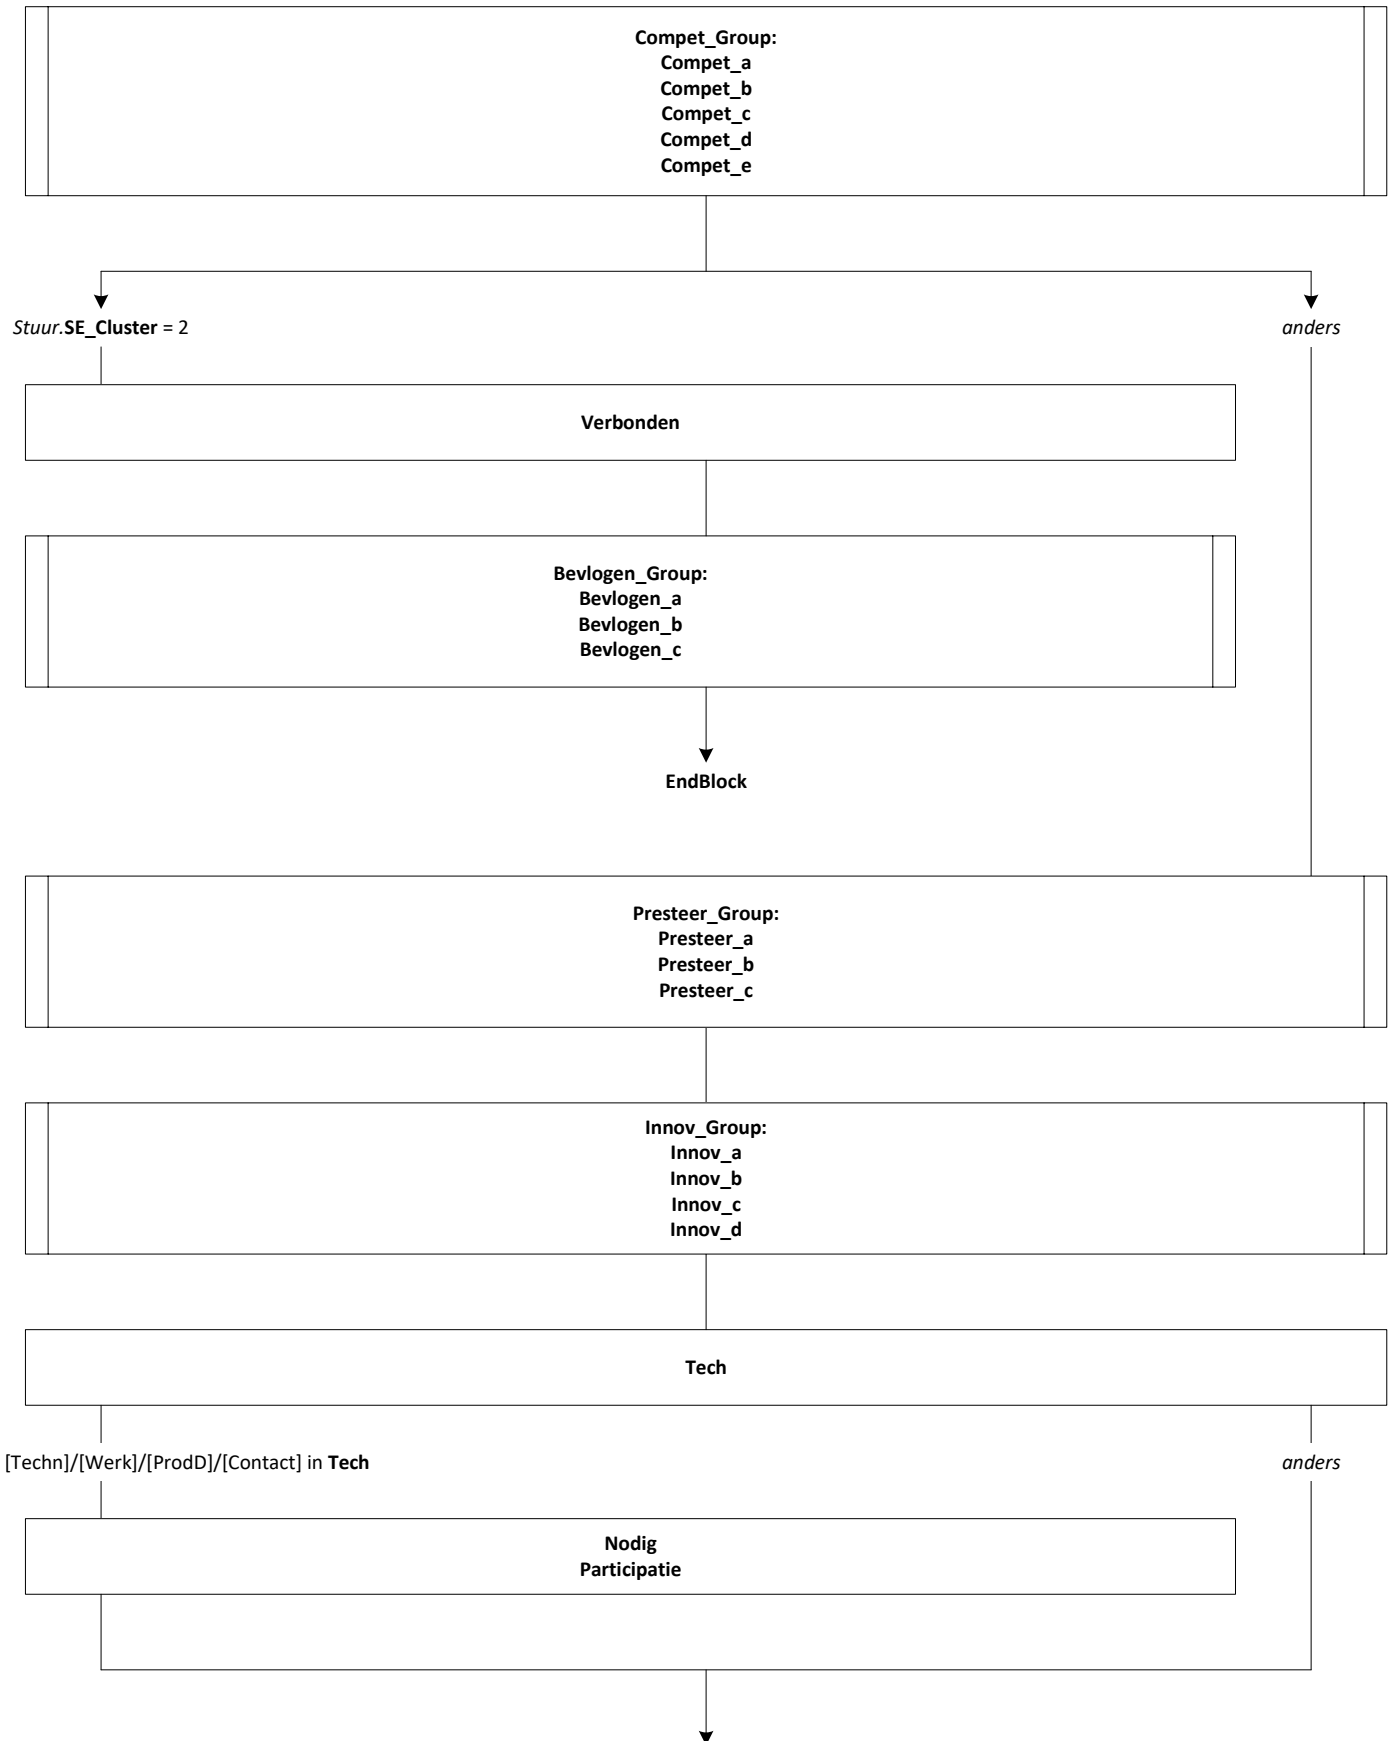 Compet_Group:
Compet_a
Compet_b
Compet_c
Compet_d
Compet_e
Stuur.SE_Cluster = 2
anders
Verbonden
Bevlogen_Group:
Bevlogen_a
Bevlogen_b
Bevlogen_c
EndBlock
Presteer_Group:
Presteer_a
Presteer_b
Presteer_c
Innov_Group:
Innov_a
Innov_b
Innov_c
Innov_d
Tech
[Techn]/[Werk]/[ProdD]/[Contact] in Tech
anders
Nodig
Participatie